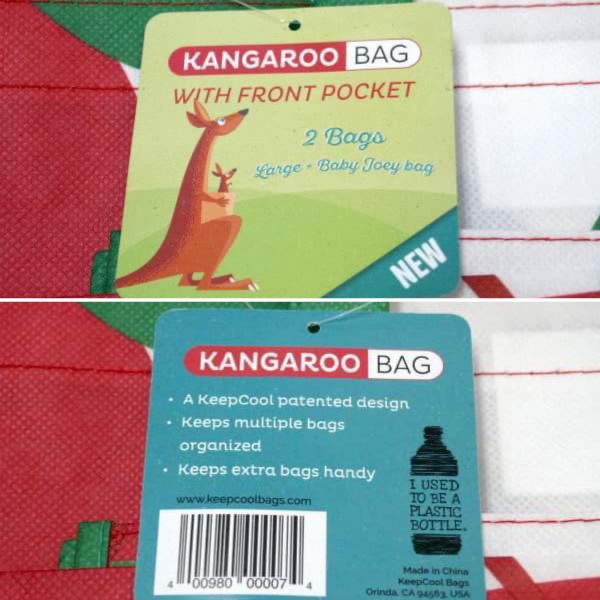 KANGAROO BAG
WITH FRONT POCKET
2 Bags
Large + Baby Joey bag
NEW
KANGAROO BAG
• A KeepCool patented design
• Keeps multiple bags
organized
• Keeps extra bags handy
www.keepcoolbags.com
I USED
TO BE A
PLASTIC
BOTTLE.
4 00980 00007 4
Made in China
KeepCool Bags
Orinda, CA 94563, USA